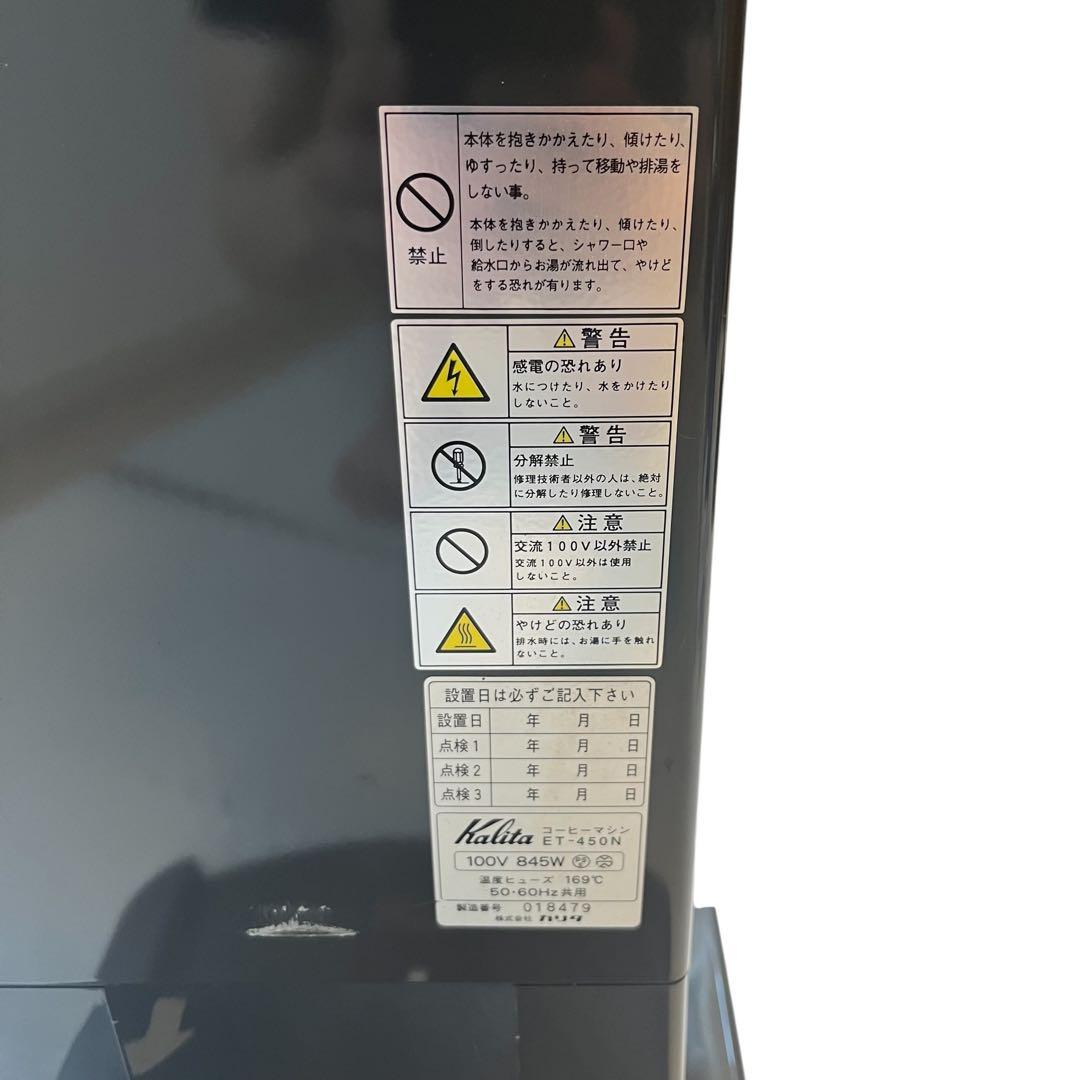 本体を抱きかかえたり、傾けたり、
ゆすったり、持って移動や排湯を
しない事。
禁止
本体を抱きかかえたり、傾けたり、
倒したりすると、シャワー口や
給水口からお湯が流れ出て、やけど
をする恐れが有ります。
警告
感電の恐れあり
水につけたり、水をかけたり
しないこと。
警告
分解禁止
修理技術者以外の人は、絶対
に分解したり修理しないこと。
注意
交流100V以外禁止
交流100V以外は使用
しないこと。
注意
やけどの恐れあり
排水時には、お湯に手を触れ
ないこと。
設置日は必ずご記入下さい
設置日 年 月 日
点検1 年 月 日
点検2 年 月 日
点検3 年 月 日
Kalita コーヒーマシン
ET-450N
100V 845W
温度ヒューズ 169℃
50・60Hz共用
製造番号 018479
株式会社 カリタ